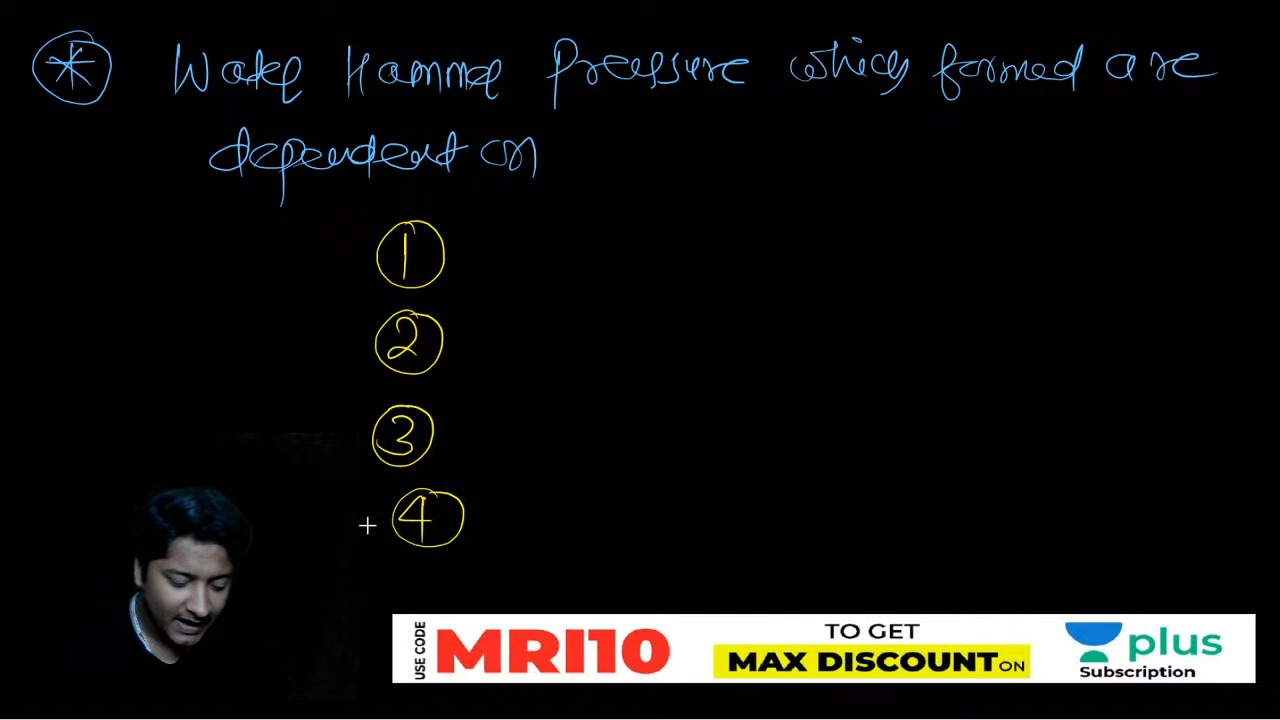 * Water Hammer Pressure which formed are
dependent on
1
2
3
4
USE CODE
MRI10
TO GET
MAX DISCOUNT ON
plus
Subscription